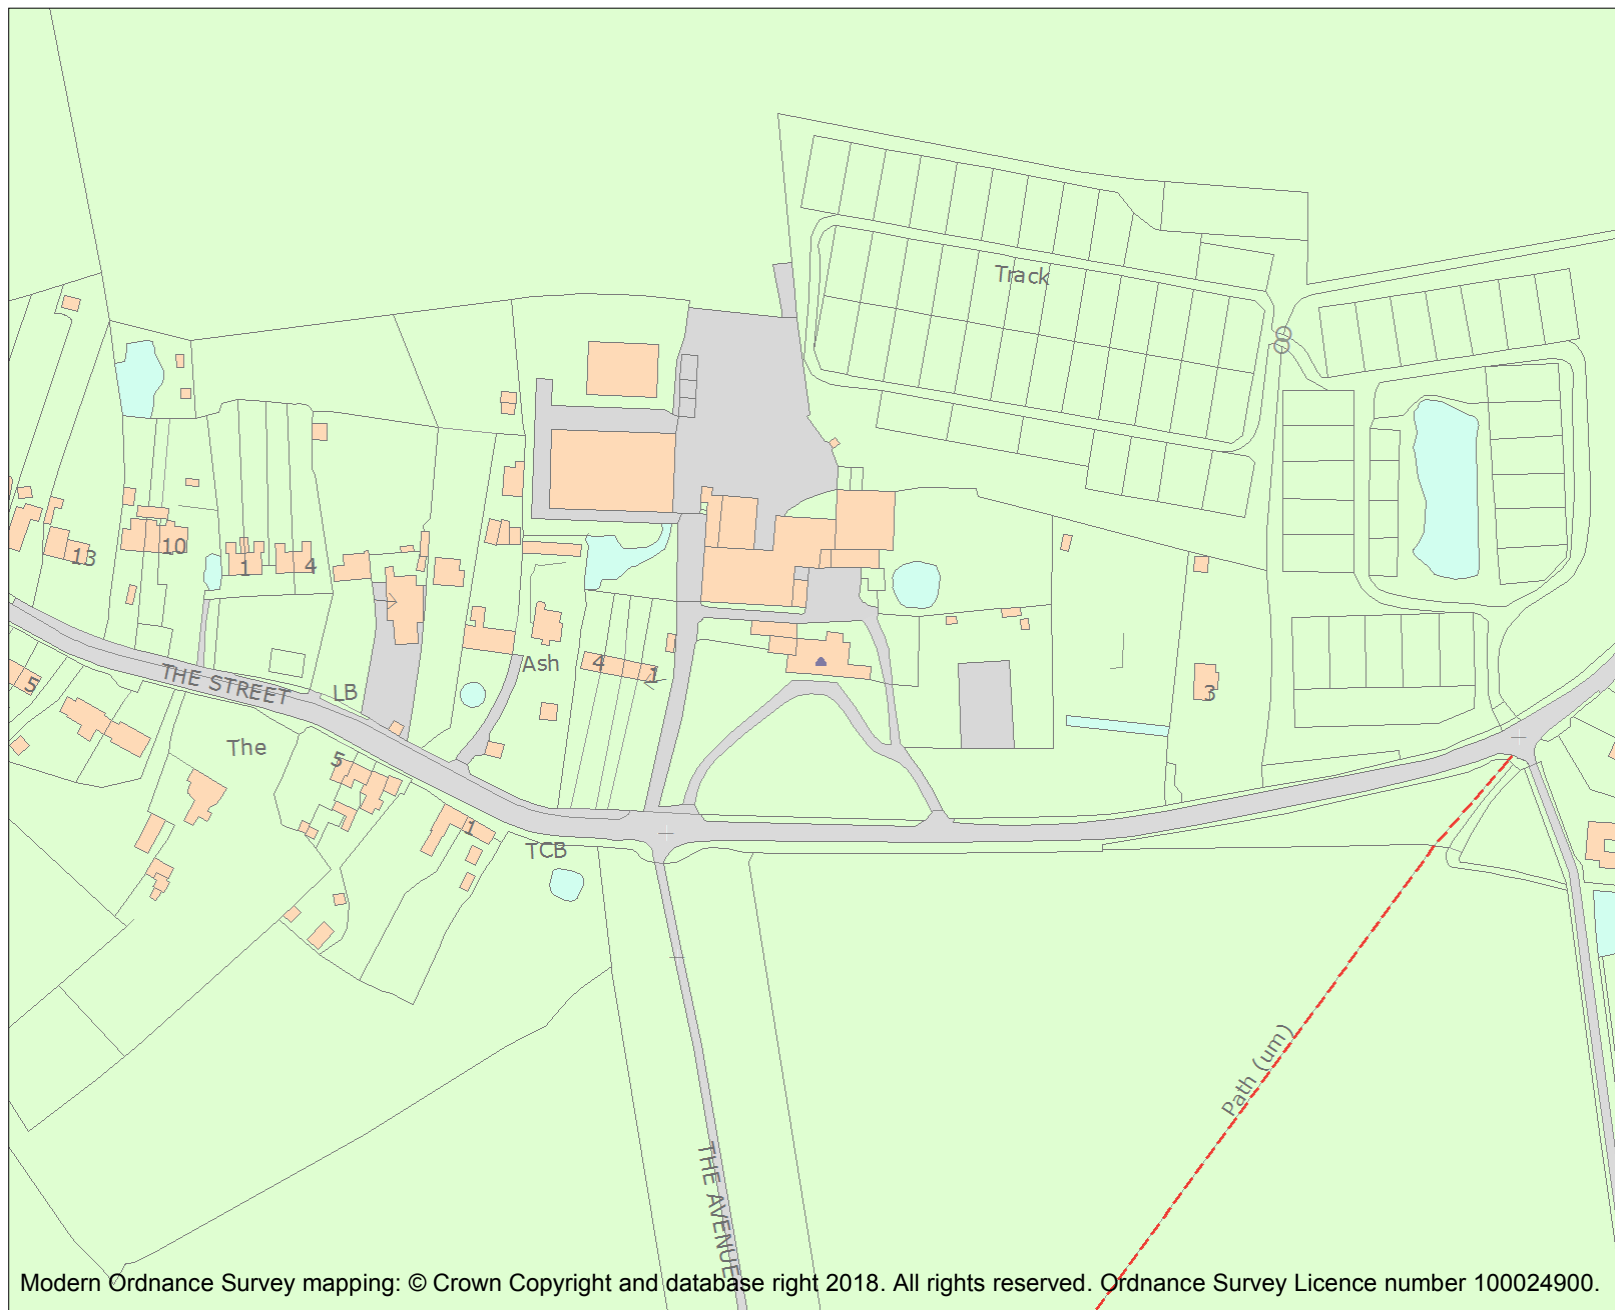 Track
13
10
1
4
Ash
4
1
5
THE STREET
LB
3
The
5
1
TCB
Path (um)
THE AVENUE
Modern Ordnance Survey mapping: © Crown Copyright and database right 2018. All rights reserved. Ordnance Survey Licence number 100024900.